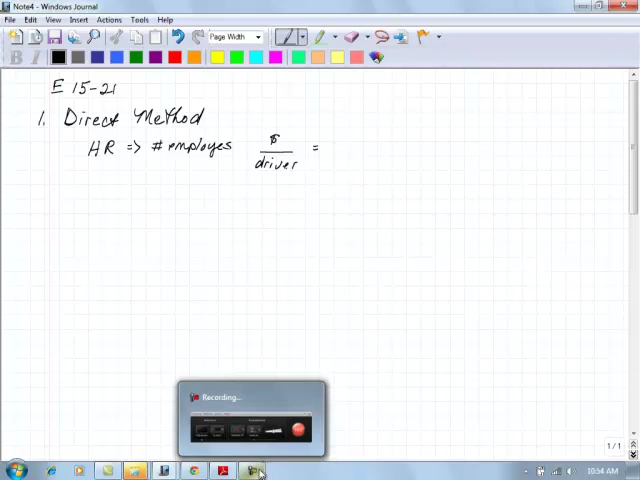 Note4 - Windows Journal
File Edit View Insert Actions Tools Help
Page Width
B I
E 15-21
1. Direct Method
HR => # employes $ / driver =
Recording...
1/1
10:54 AM